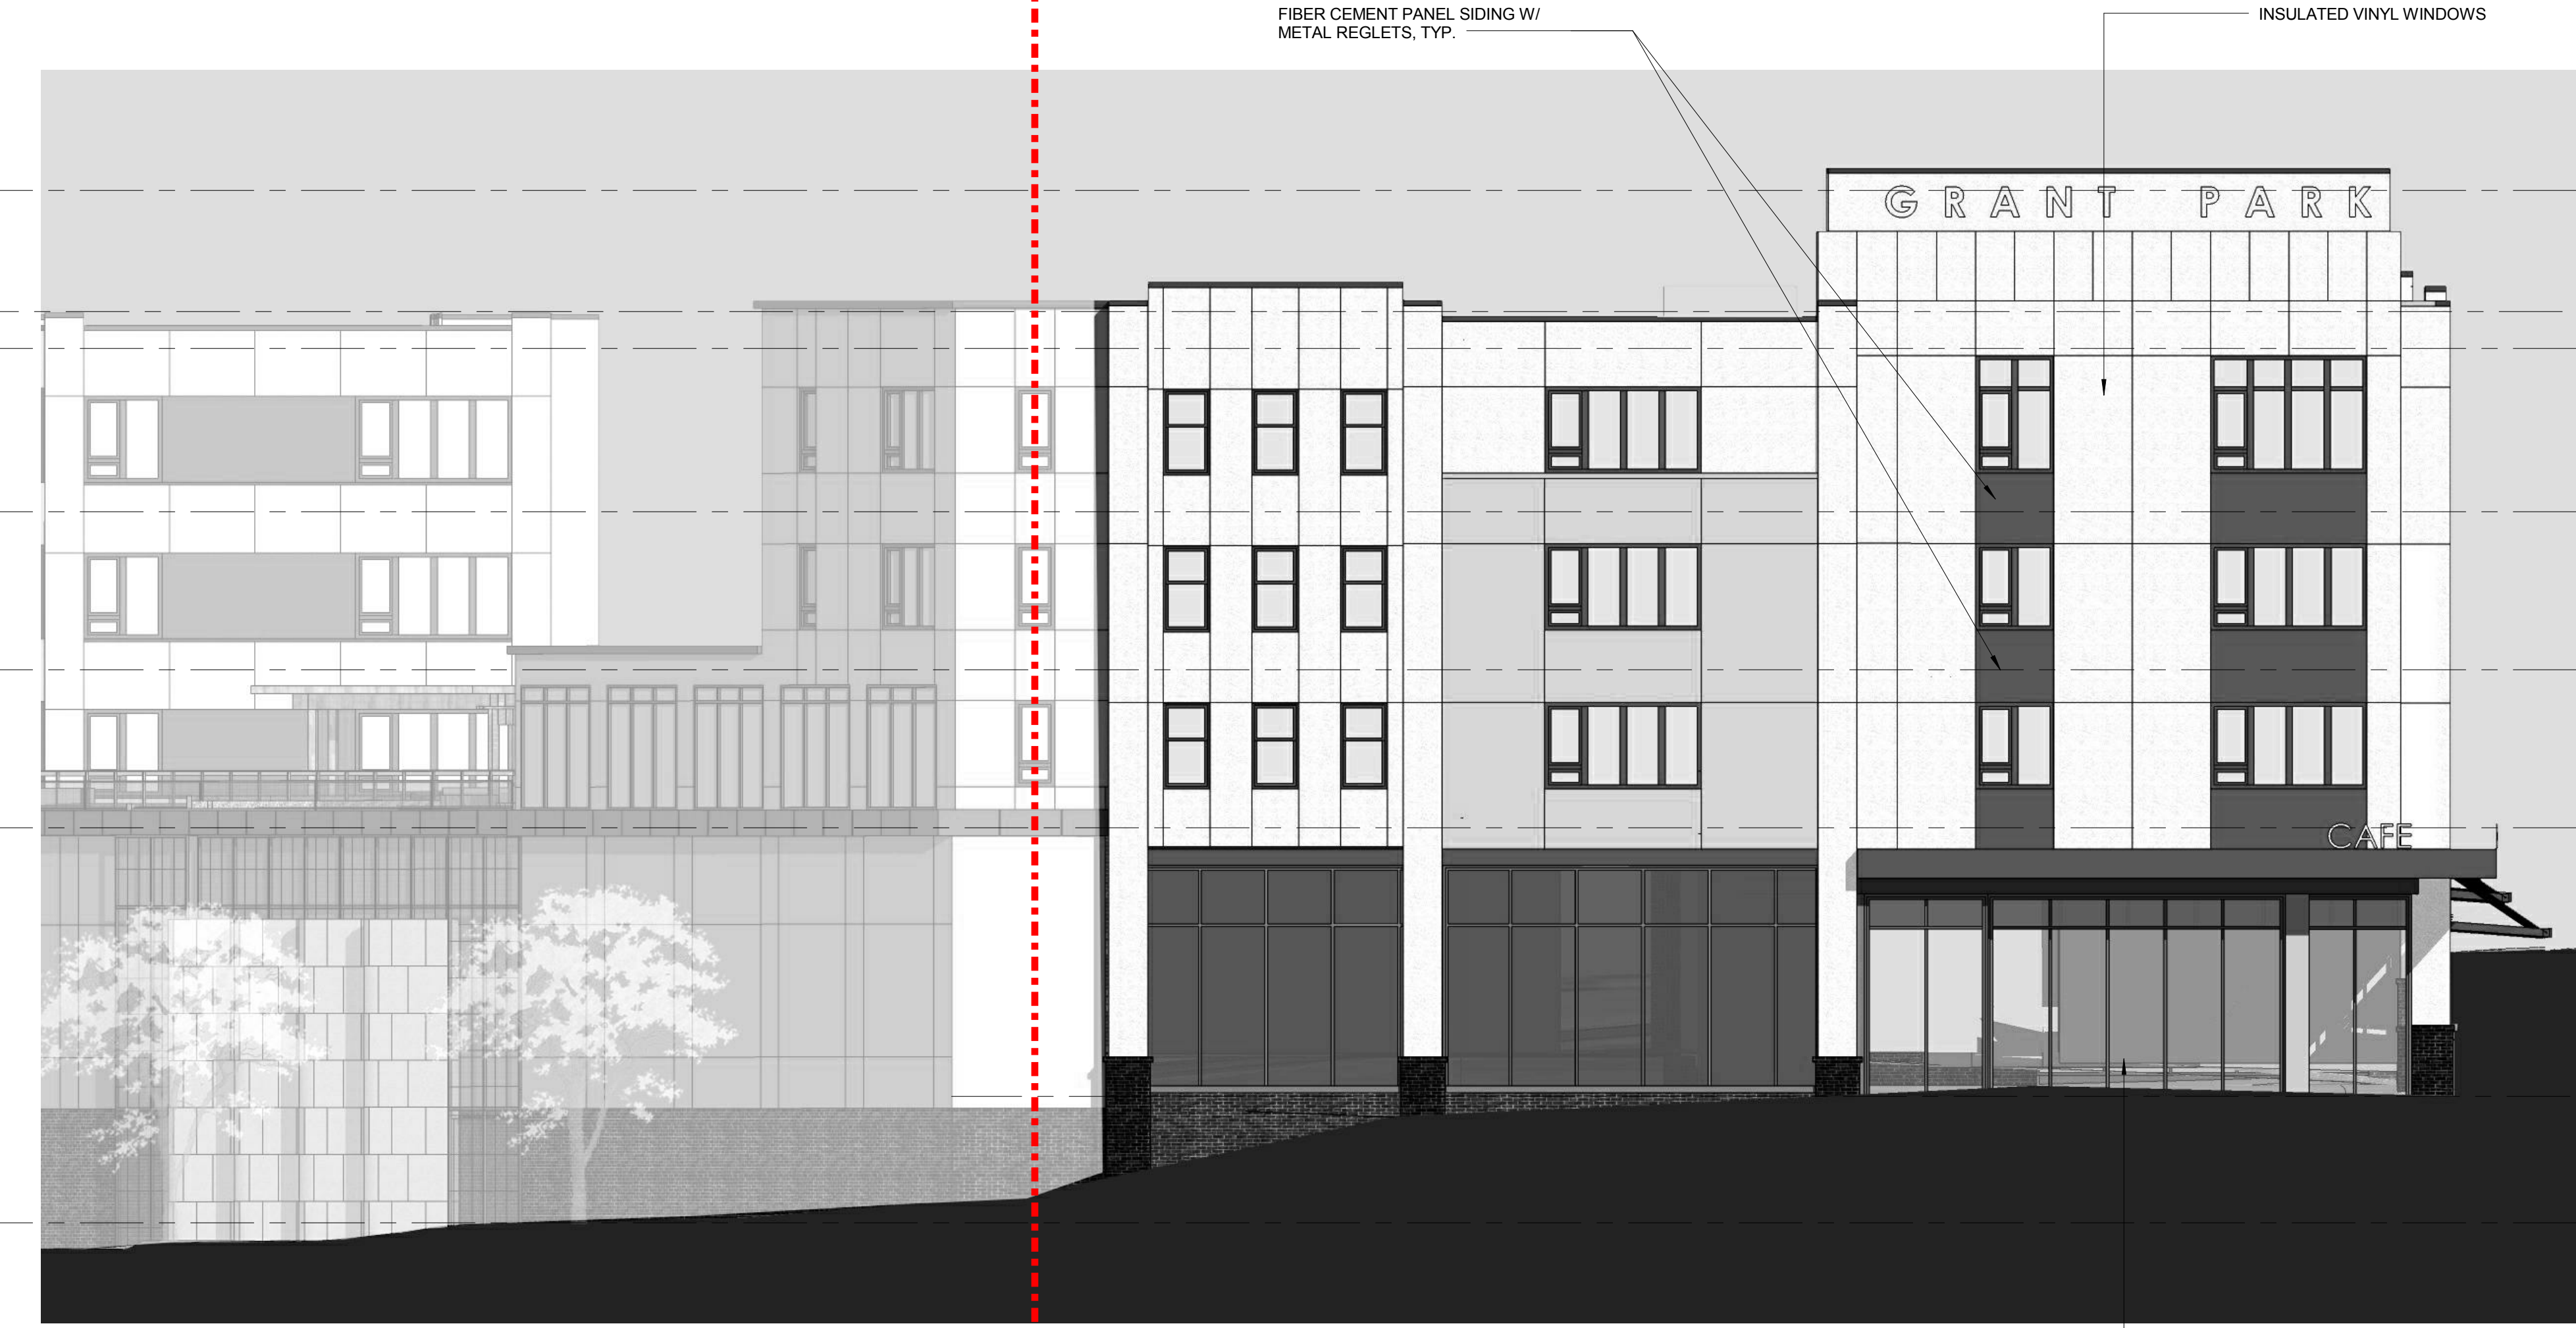 FIBER CEMENT PANEL SIDING W/
METAL REGLETS, TYP.
INSULATED VINYL WINDOWS
GRANT PARK
CAFE